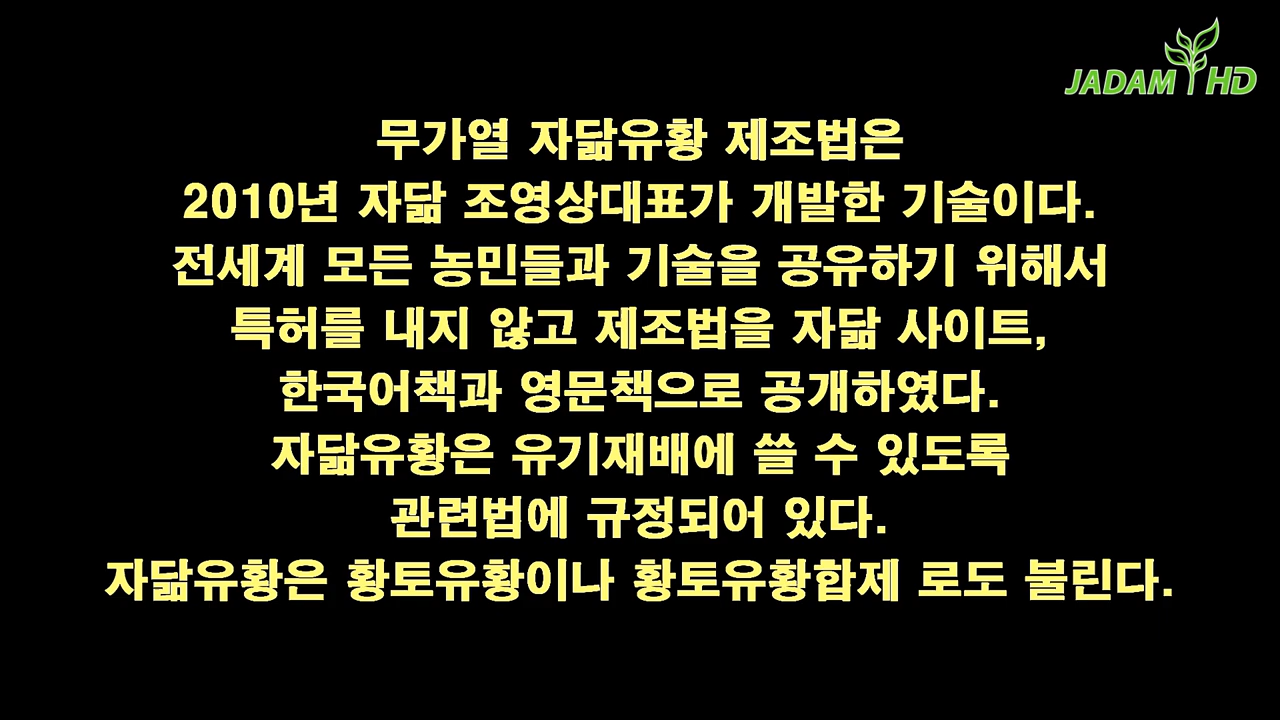 JADAM HD
무가열 자닮유황 제조법은
2010년 자닮 조영상대표가 개발한 기술이다.
전세계 모든 농민들과 기술을 공유하기 위해서
특허를 내지 않고 제조법을 자닮 사이트,
한국어책과 영문책으로 공개하였다.
자닮유황은 유기재배에 쓸 수 있도록
관련법에 규정되어 있다.
자닮유황은 황토유황이나 황토유황합제 로도 불린다.